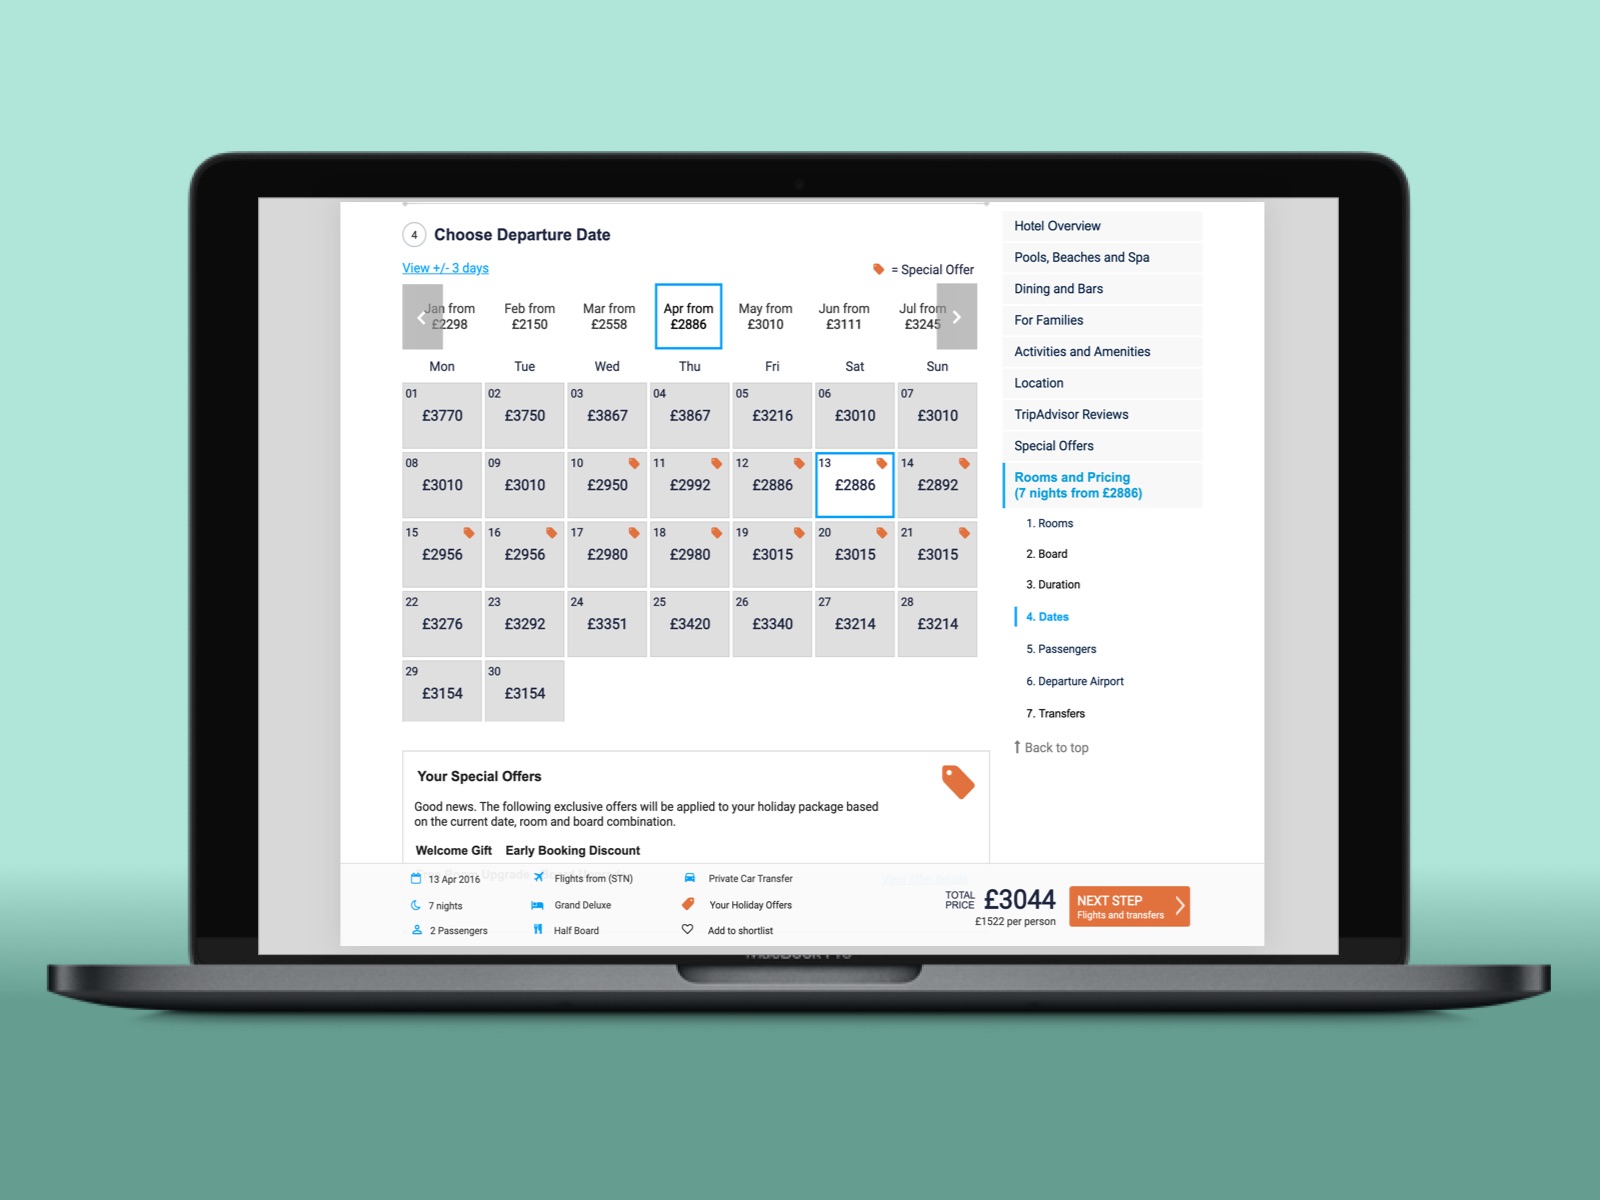 4 Choose Departure Date
View +/- 3 days
= Special Offer
Jan from £2298
Feb from £2150
Mar from £2558
Apr from £2886
May from £3010
Jun from £3111
Jul from £3245
Mon Tue Wed Thu Fri Sat Sun
01 02 03 04 05 06 07
£3770 £3750 £3867 £3867 £3216 £3010 £3010
08 09 10 11 12 13 14
£3010 £3010 £2950 £2992 £2886 £2886 £2892
15 16 17 18 19 20 21
£2956 £2956 £2980 £2980 £3015 £3015 £3015
22 23 24 25 26 27 28
£3276 £3292 £3351 £3420 £3340 £3214 £3214
29 30
£3154 £3154
Your Special Offers
Good news. The following exclusive offers will be applied to your holiday package based
on the current date, room and board combination.
Welcome Gift Early Booking Discount
Hotel Overview
Pools, Beaches and Spa
Dining and Bars
For Families
Activities and Amenities
Location
TripAdvisor Reviews
Special Offers
Rooms and Pricing
(7 nights from £2886)
1. Rooms
2. Board
3. Duration
4. Dates
5. Passengers
6. Departure Airport
7. Transfers
Back to top
13 Apr 2016 Flights from (STN) Private Car Transfer
7 nights Grand Deluxe Your Holiday Offers
2 Passengers Half Board Add to shortlist
TOTAL
PRICE £3044
£1522 per person
NEXT STEP
Flights and transfers